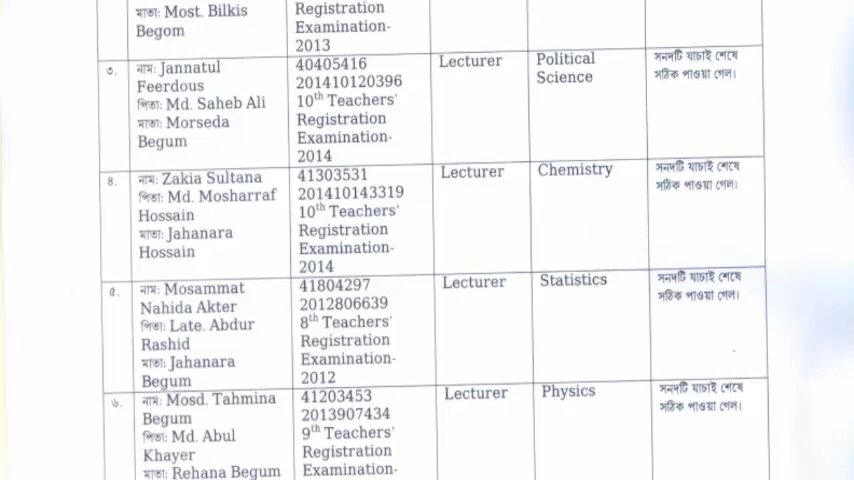 মাতা: Most. Bilkis
Begom
Registration
Examination-
2013
৩.
নাম: Jannatul
Feerdous
পিতা: Md. Saheb Ali
মাতা: Morseda
Begum
40405416
201410120396
10th Teachers'
Registration
Examination-
2014
Lecturer
Political
Science
সনদটি যাচাই শেষে
সঠিক পাওয়া গেল।
৪.
নাম: Zakia Sultana
পিতা: Md. Mosharraf
Hossain
মাতা: Jahanara
Hossain
41303531
201410143319
10th Teachers'
Registration
Examination-
2014
Lecturer
Chemistry
সনদটি যাচাই শেষে
সঠিক পাওয়া গেল।
৫.
নাম: Mosammat
Nahida Akter
পিতা: Late. Abdur
Rashid
মাতা: Jahanara
Begum
41804297
2012806639
8th Teachers'
Registration
Examination-
2012
Lecturer
Statistics
সনদটি যাচাই শেষে
সঠিক পাওয়া গেল।
৬.
নাম: Mosd. Tahmina
Begum
পিতা: Md. Abul
Khayer
মাতা: Rehana Begum
41203453
2013907434
9th Teachers'
Registration
Examination-
Lecturer
Physics
সনদটি যাচাই শেষে
সঠিক পাওয়া গেল।